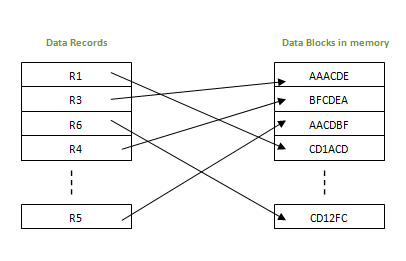 Data Records
Data Blocks in memory
R1
AAACDE
R3
BFCDEA
R6
AACDBF
R4
CD1ACD
R5
CD12FC